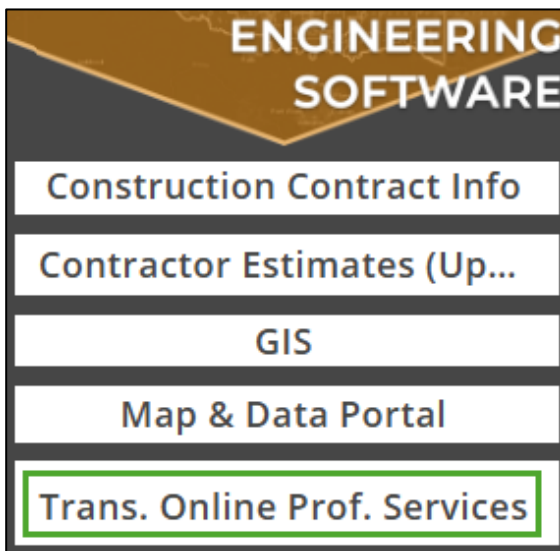 ENGINEERING
SOFTWARE
Construction Contract Info
Contractor Estimates (Up...
GIS
Map & Data Portal
Trans. Online Prof. Services